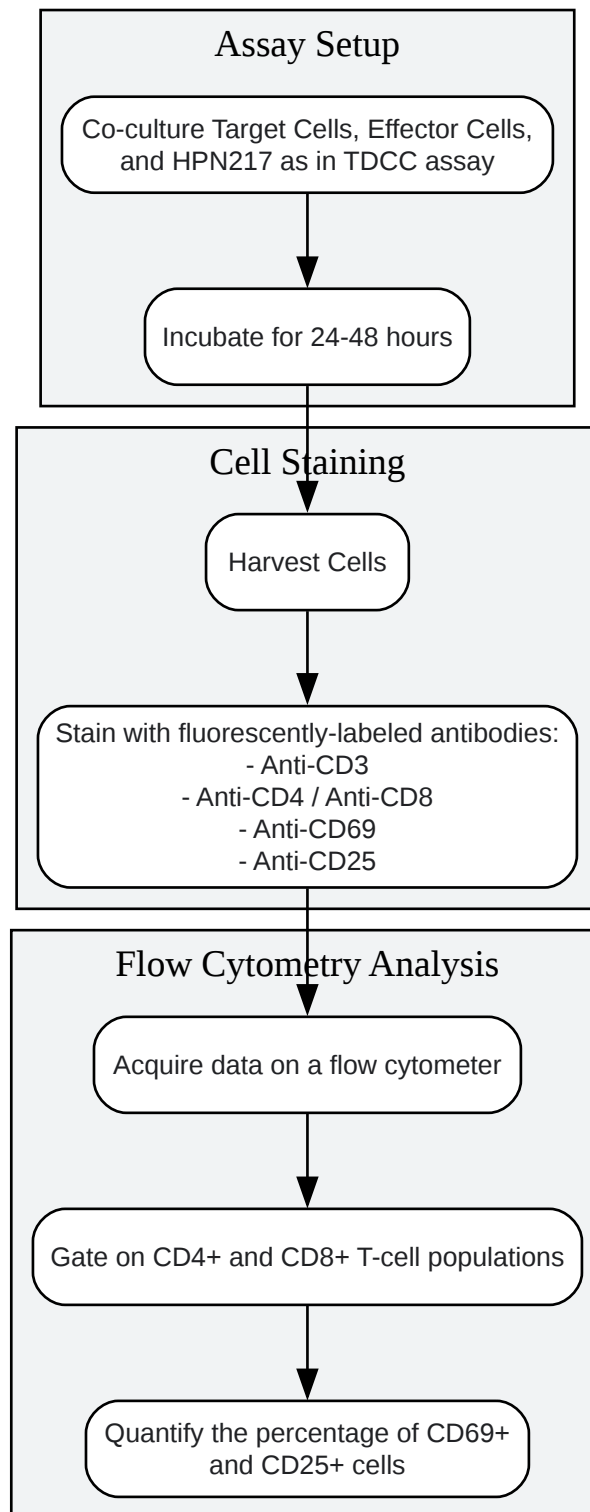 Assay Setup
Co-culture Target Cells, Effector Cells,
and HPN217 as in TDCC assay
Incubate for 24-48 hours
Cell Staining
Harvest Cells
Stain with fluorescently-labeled antibodies:
- Anti-CD3
- Anti-CD4 / Anti-CD8
- Anti-CD69
- Anti-CD25
Flow Cytometry Analysis
Acquire data on a flow cytometer
Gate on CD4+ and CD8+ T-cell populations
Quantify the percentage of CD69+
and CD25+ cells